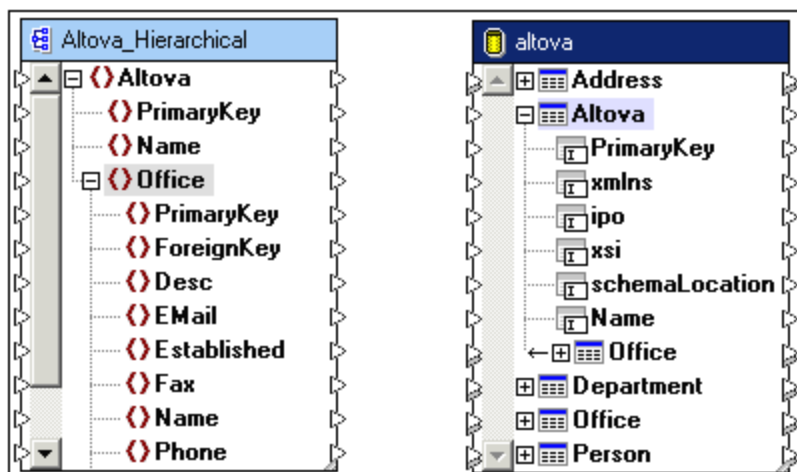 Altova_Hierarchical
Altova
PrimaryKey
Name
Office
PrimaryKey
ForeignKey
Desc
EMail
Established
Fax
Name
Phone
altova
Address
Altova
PrimaryKey
xmlns
ipo
xsi
schemaLocation
Name
Office
Department
Office
Person